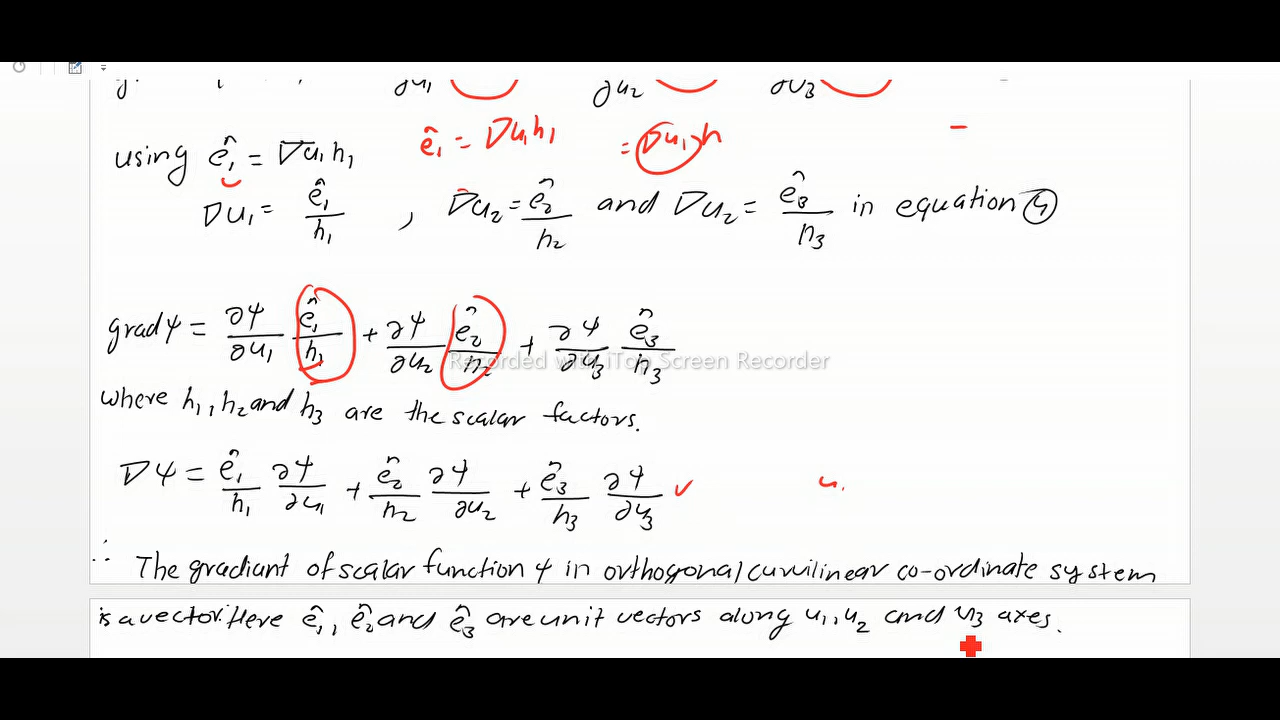 ∂u₁ ∂u₂ ∂u₃
ê₁ = ∇u₁h₁ = ∇u₁h
using ê₁ = ∇u₁h₁
∇u₁ = ê₁/h₁ , ∇u₂ = ê₂/h₂ and ∇u₂ = ê₃/h₃ in equation ④
grad ψ = ∂ψ/∂u₁ ê₁/h₁ + ∂ψ/∂u₂ ê₂/h₂ + ∂ψ/∂u₃ ê₃/h₃
Recorded with iTop Screen Recorder
where h₁, h₂ and h₃ are the scalar factors.
∇ψ = ê₁/h₁ ∂ψ/∂u₁ + ê₂/h₂ ∂ψ/∂u₂ + ê₃/h₃ ∂ψ/∂u₃ ✓ u.
∴ The gradiant of scalar function ψ in orthogonal curvilinear co-ordinate system
is a vector. Here ê₁, ê₂ and ê₃ are unit vectors along u₁, u₂ and u₃ axes.